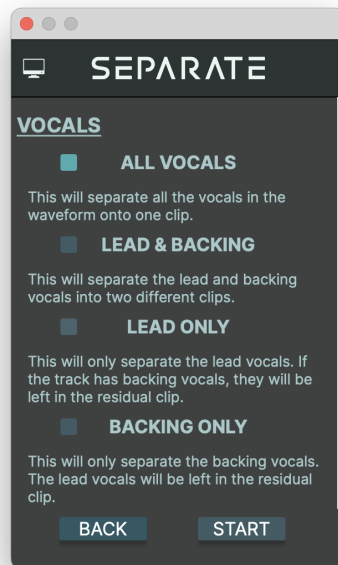 SEPARATE
VOCALS
ALL VOCALS
This will separate all the vocals in the
waveform onto one clip.
LEAD & BACKING
This will separate the lead and backing
vocals into two different clips.
LEAD ONLY
This will only separate the lead vocals. If
the track has backing vocals, they will be
left in the residual clip.
BACKING ONLY
This will only separate the backing vocals.
The lead vocals will be left in the residual
clip.
BACK START